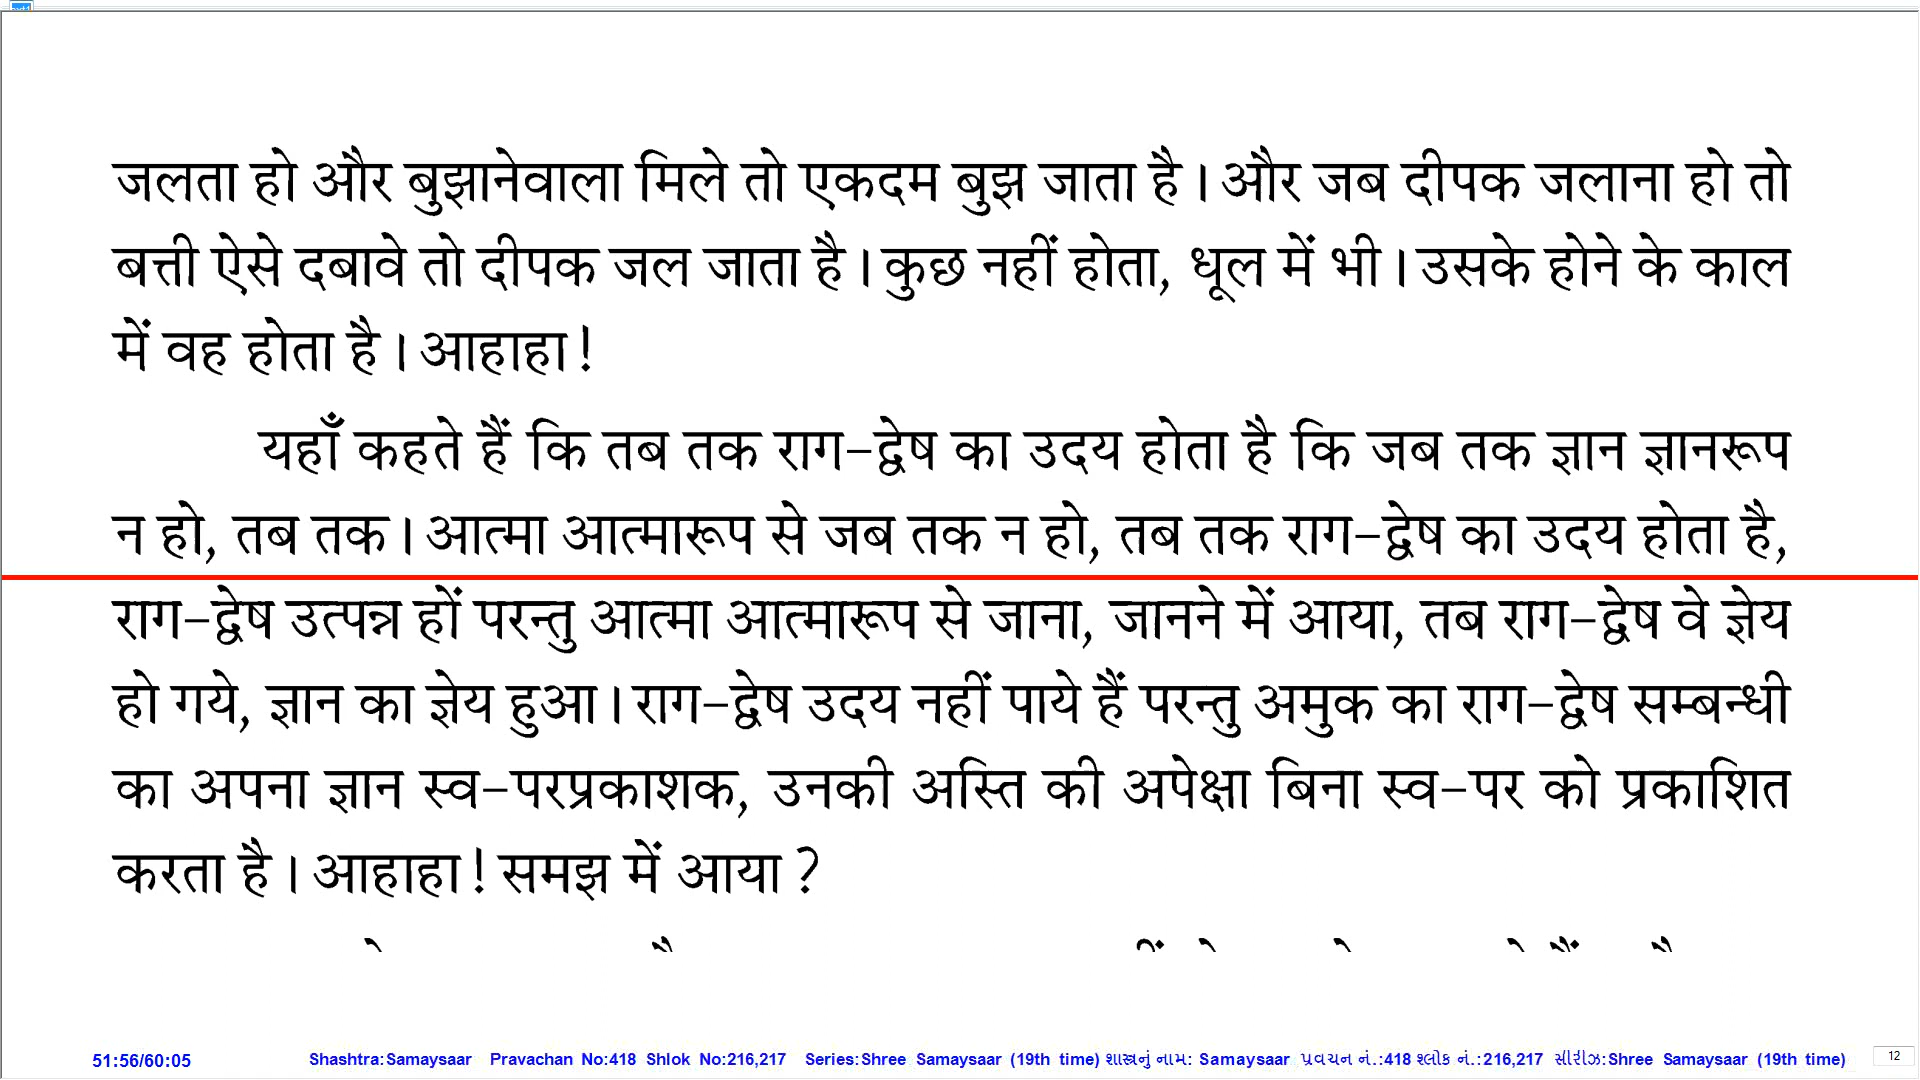 जलता हो और बुझानेवाला मिले तो एकदम बुझ जाता है। और जब दीपक जलाना हो तो
बत्ती ऐसे दबावे तो दीपक जल जाता है। कुछ नहीं होता, धूल में भी। उसके होने के काल
में वह होता है। आहाहा!
यहाँ कहते हैं कि तब तक राग-द्वेष का उदय होता है कि जब तक ज्ञान ज्ञानरूप
न हो, तब तक। आत्मा आत्मारूप से जब तक न हो, तब तक राग-द्वेष का उदय होता है,
राग-द्वेष उत्पन्न हों परन्तु आत्मा आत्मारूप से जाना, जानने में आया, तब राग-द्वेष वे ज्ञेय
हो गये, ज्ञान का ज्ञेय हुआ। राग-द्वेष उदय नहीं पाये हैं परन्तु अमुक का राग-द्वेष सम्बन्धी
का अपना ज्ञान स्व-परप्रकाशक, उनकी अस्ति की अपेक्षा बिना स्व-पर को प्रकाशित
करता है। आहाहा! समझ में आया?
51:56/60:05 Shashtra:Samaysaar Pravachan No:418 Shlok No:216,217 Series:Shree Samaysaar (19th time) શાસ્ત્રનું નામ: Samaysaar પ્રવચન નં.:418 શ્લોક નં.:216,217 સીરીઝ:Shree Samaysaar (19th time) 12